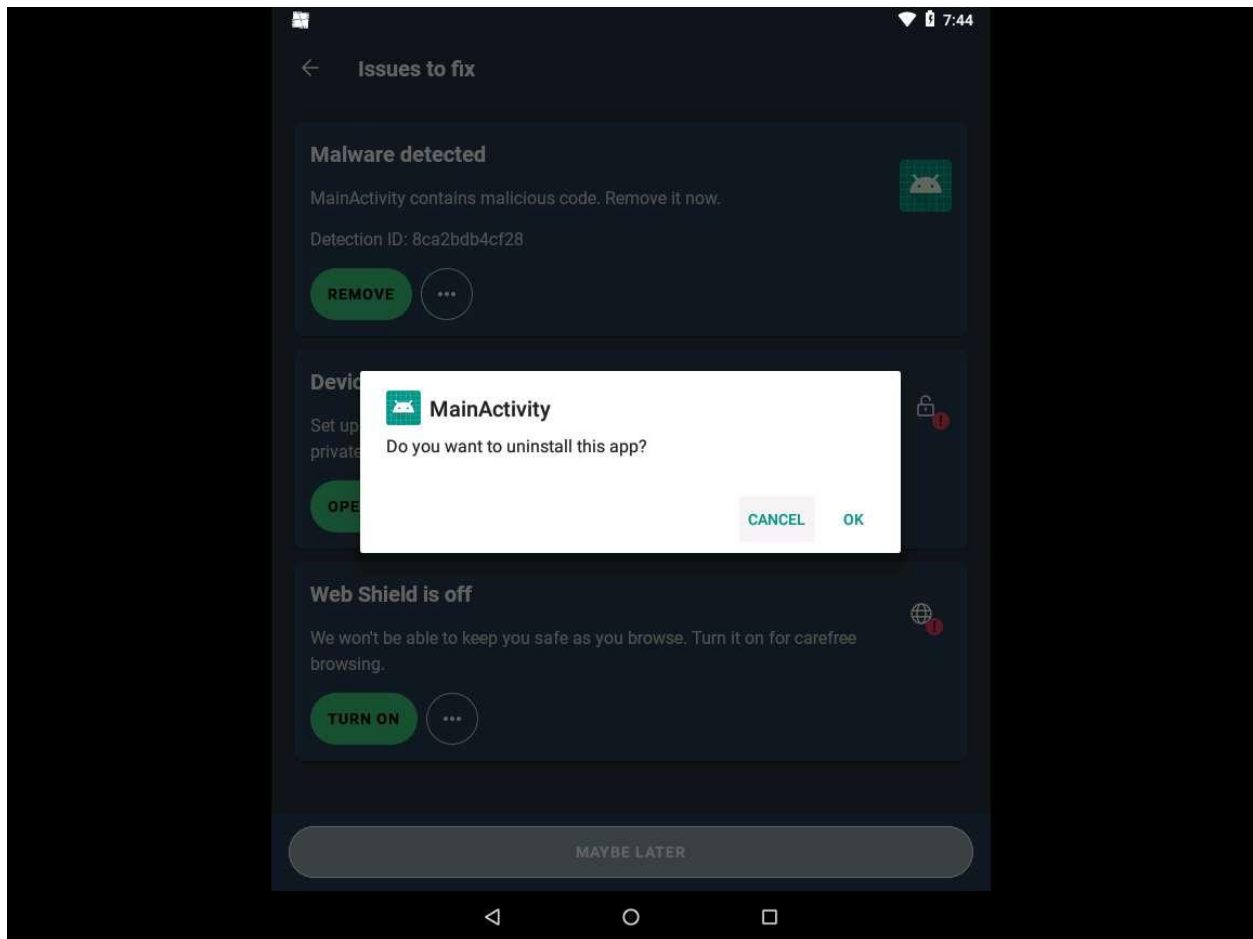 7:44
Issues to fix
Malware detected
MainActivity contains malicious code. Remove it now.
Detection ID: 8ca2bdb4cf28
REMOVE
Devic
Set up
private
OPE
MainActivity
Do you want to uninstall this app?
CANCEL OK
Web Shield is off
We won't be able to keep you safe as you browse. Turn it on for carefree
browsing.
TURN ON
MAYBE LATER